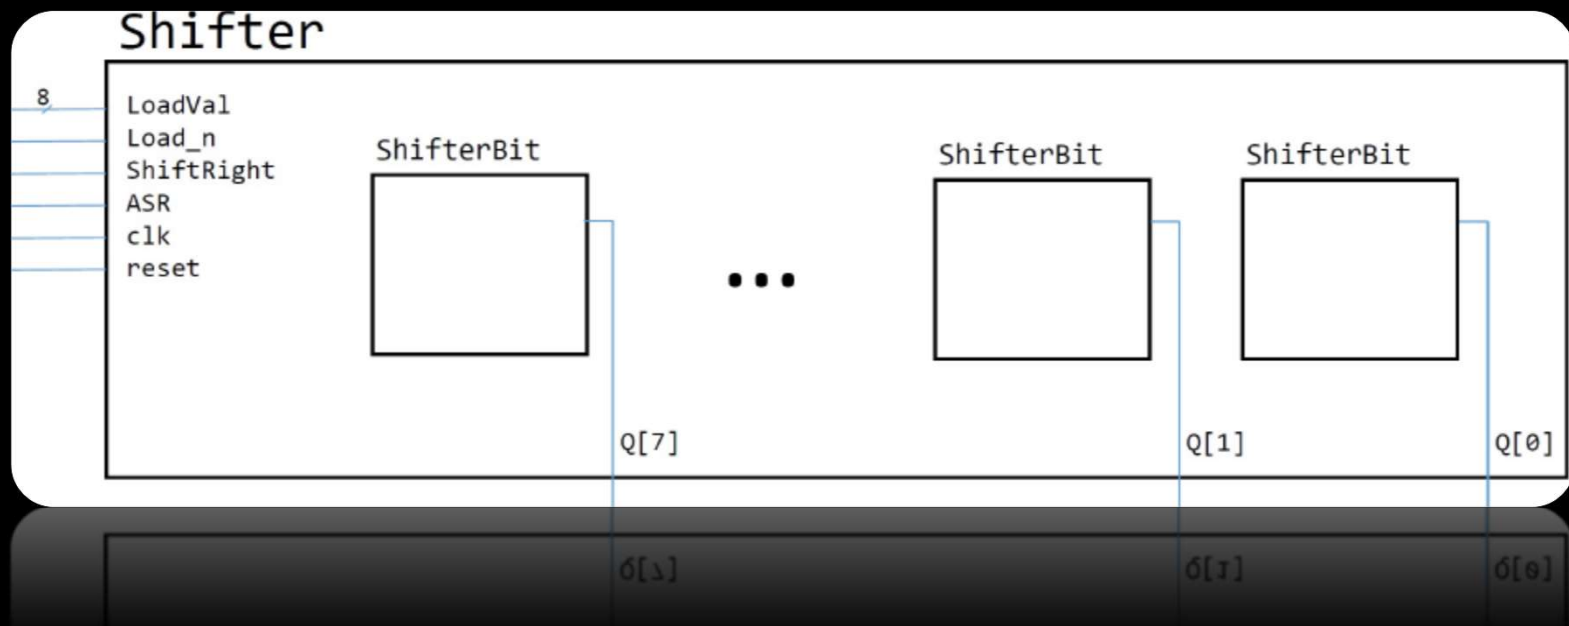 Shifter
8
LoadVal
Load_n
ShiftRight
ASR
clk
reset
ShifterBit
ShifterBit
ShifterBit
Q[7]
Q[1]
Q[0]